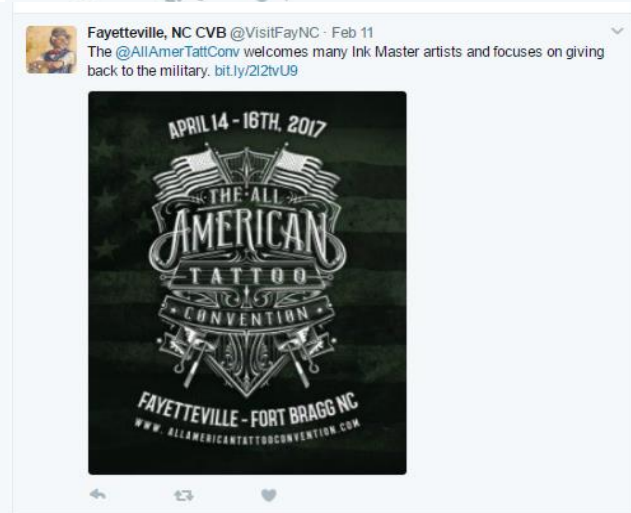 Fayetteville, NC CVB @VisitFayNC · Feb 11
The @AllAmerTattConv welcomes many Ink Master artists and focuses on giving
back to the military. bit.ly/2l2tvU9
APRIL 14 - 16TH, 2017
THE ALL
AMERICAN
TATTOO
CONVENTION
FAYETTEVILLE - FORT BRAGG NC
WWW. ALLAMERICANTATTOOCONVENTION.COM